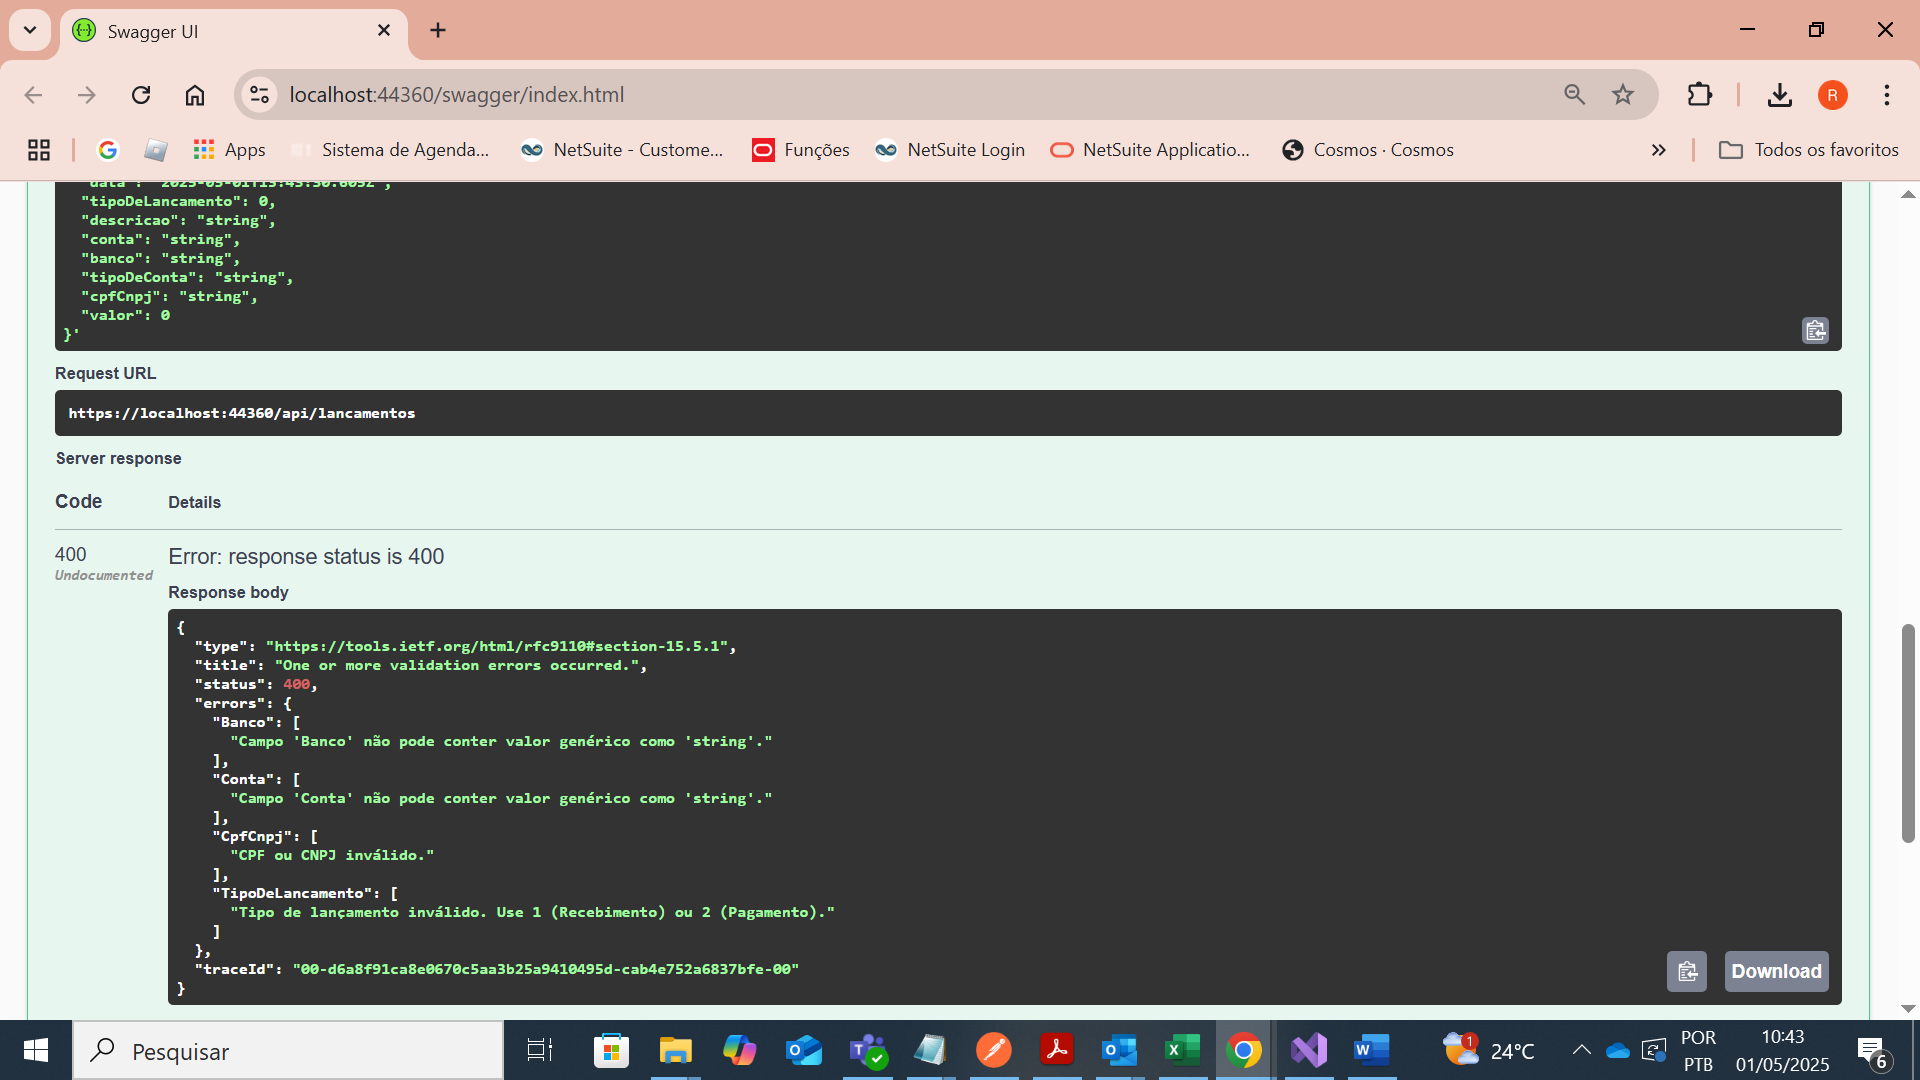 Swagger UI
localhost:44360/swagger/index.html
R
Apps
Sistema de Agenda...
NetSuite - Custome...
Funções
NetSuite Login
NetSuite Applicatio...
Cosmos · Cosmos
Todos os favoritos
"tipoDeLancamento": 0,
"descricao": "string",
"conta": "string",
"banco": "string",
"tipoDeConta": "string",
"cpfCnpj": "string",
"valor": 0
}'
Request URL
https://localhost:44360/api/lancamentos
Server response
Code Details
400 Error: response status is 400
Undocumented
Response body
{
"type": "https://tools.ietf.org/html/rfc9110#section-15.5.1",
"title": "One or more validation errors occurred.",
"status": 400,
"errors": {
"Banco": [
"Campo 'Banco' não pode conter valor genérico como 'string'."
],
"Conta": [
"Campo 'Conta' não pode conter valor genérico como 'string'."
],
"CpfCnpj": [
"CPF ou CNPJ inválido."
],
"TipoDeLancamento": [
"Tipo de lançamento inválido. Use 1 (Recebimento) ou 2 (Pagamento)."
]
},
"traceId": "00-d6a8f91ca8e0670c5aa3b25a9410495d-cab4e752a6837bfe-00"
}
Download
Pesquisar
1
24°C
POR
PTB
10:43
01/05/2025
6